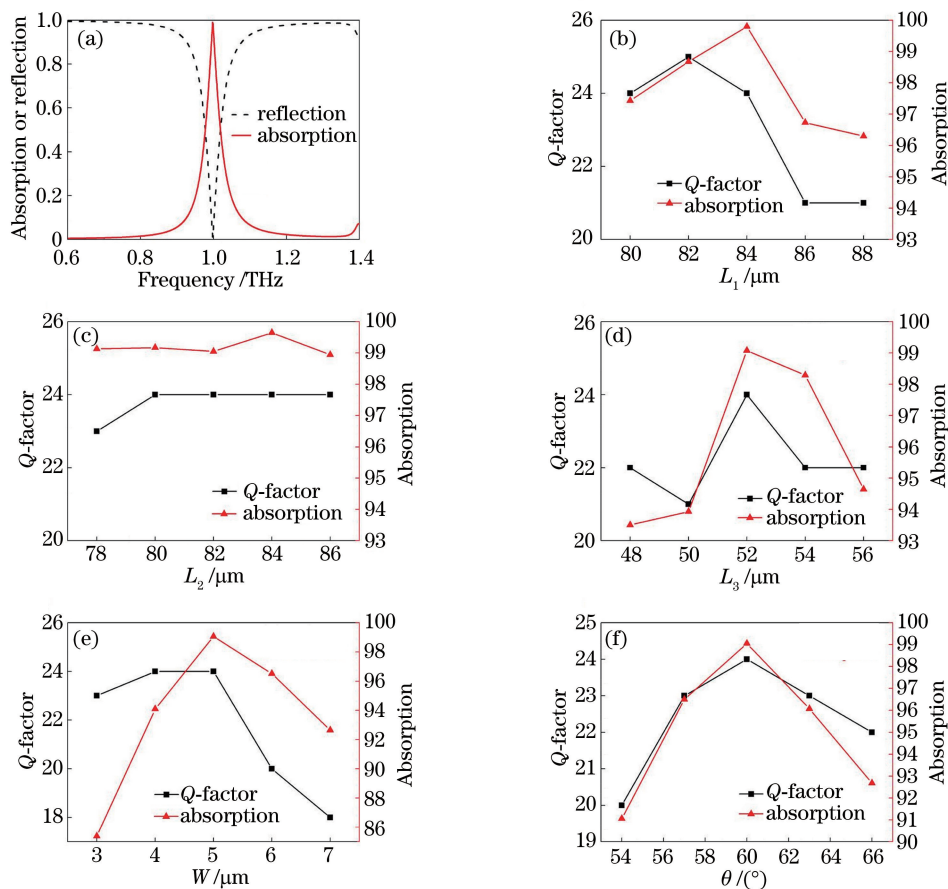 (a)
Absorption or reflection
1.0
0.8
0.6
0.4
0.2
0
reflection
absorption
0.6 0.8 1.0 1.2 1.4
Frequency /THz
(b)
Q-factor
26
24
22
20
Q-factor
absorption
100
99
98
97
96
95
94
93
Absorption
80 82 84 86 88
L₁ /μm
(c)
Q-factor
26
24
22
20
Q-factor
absorption
100
99
98
97
96
95
94
93
Absorption
78 80 82 84 86
L₂ /μm
(d)
Q-factor
26
24
22
20
Q-factor
absorption
100
99
98
97
96
95
94
93
Absorption
48 50 52 54 56
L₃ /μm
(e)
Q-factor
26
24
22
20
18
Q-factor
absorption
100
98
96
94
92
90
88
86
Absorption
3 4 5 6 7
W /μm
(f)
Q-factor
25
24
23
22
21
20
19
Q-factor
absorption
100
99
98
97
96
95
94
93
92
91
90
Absorption
54 56 58 60 62 64 66
θ /(°)